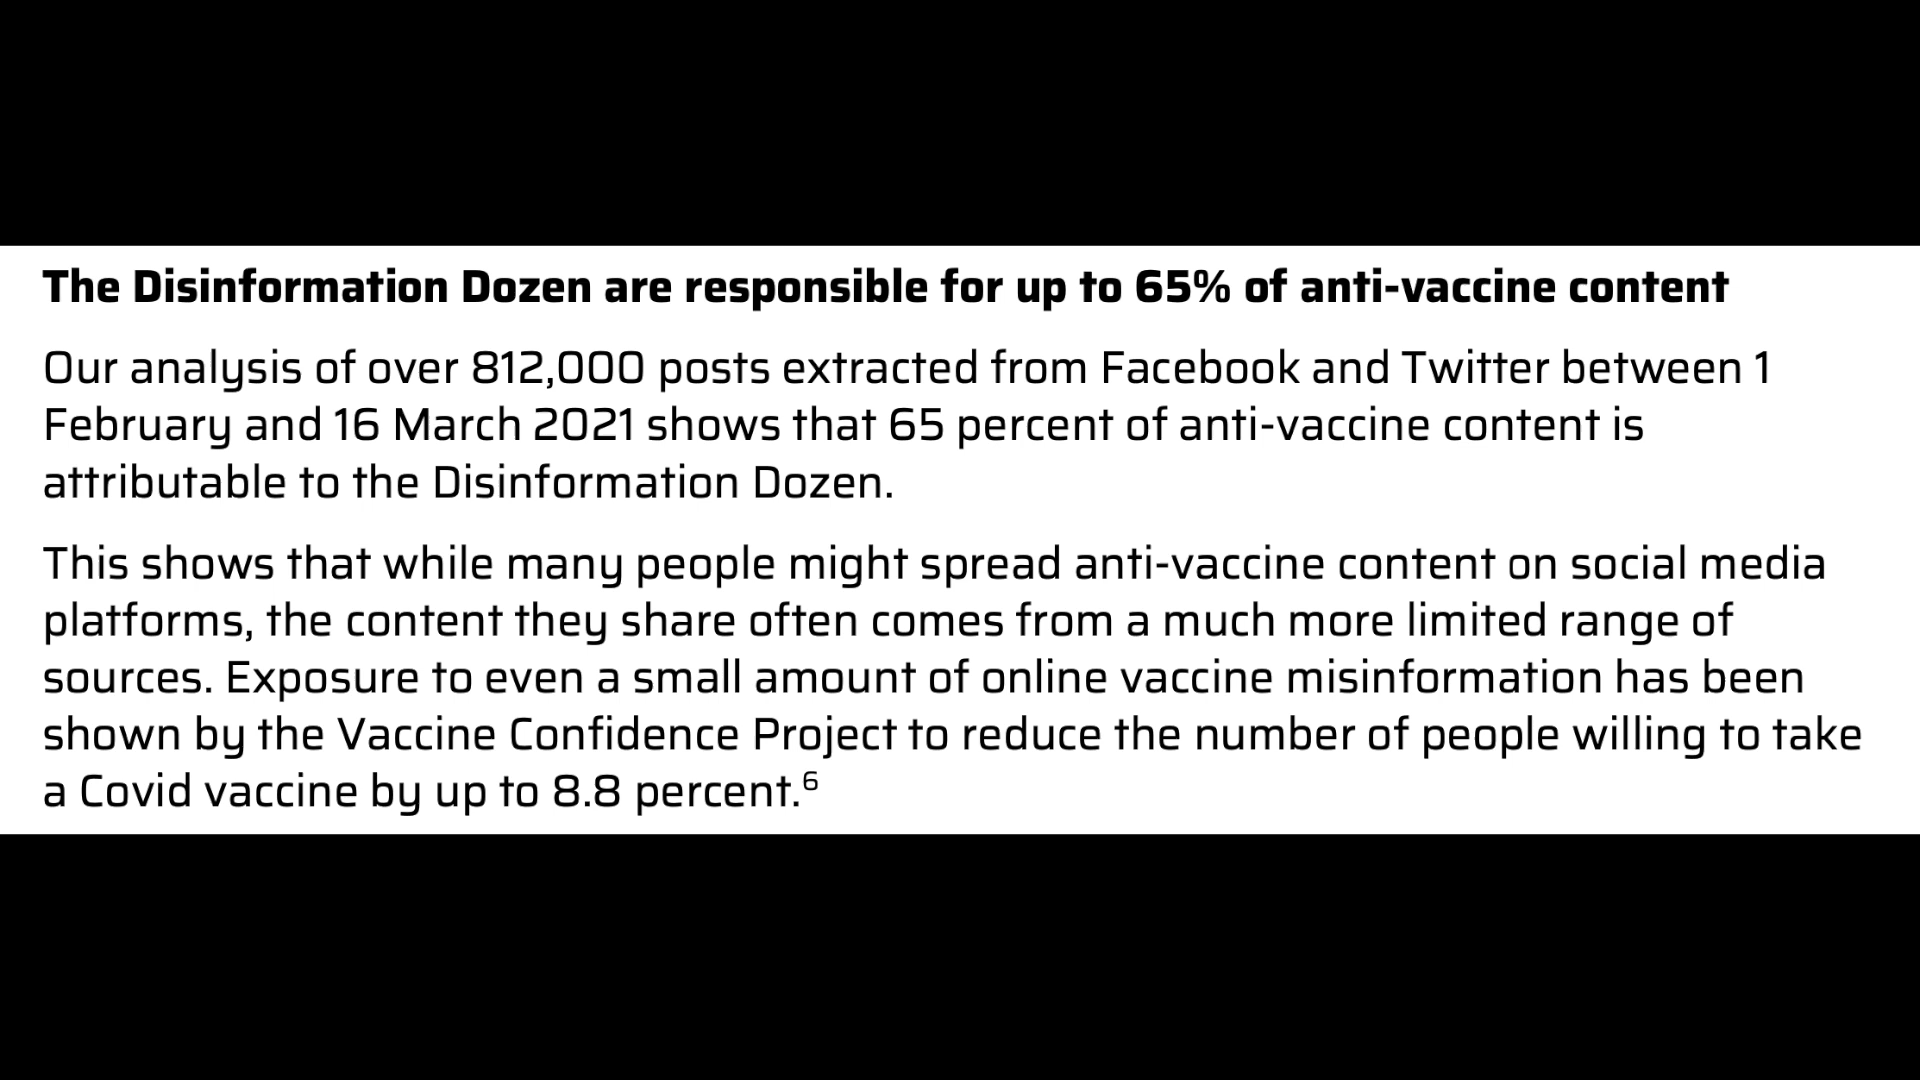 The Disinformation Dozen are responsible for up to 65% of anti-vaccine content
Our analysis of over 812,000 posts extracted from Facebook and Twitter between 1
February and 16 March 2021 shows that 65 percent of anti-vaccine content is
attributable to the Disinformation Dozen.
This shows that while many people might spread anti-vaccine content on social media
platforms, the content they share often comes from a much more limited range of
sources. Exposure to even a small amount of online vaccine misinformation has been
shown by the Vaccine Confidence Project to reduce the number of people willing to take
a Covid vaccine by up to 8.8 percent.⁶